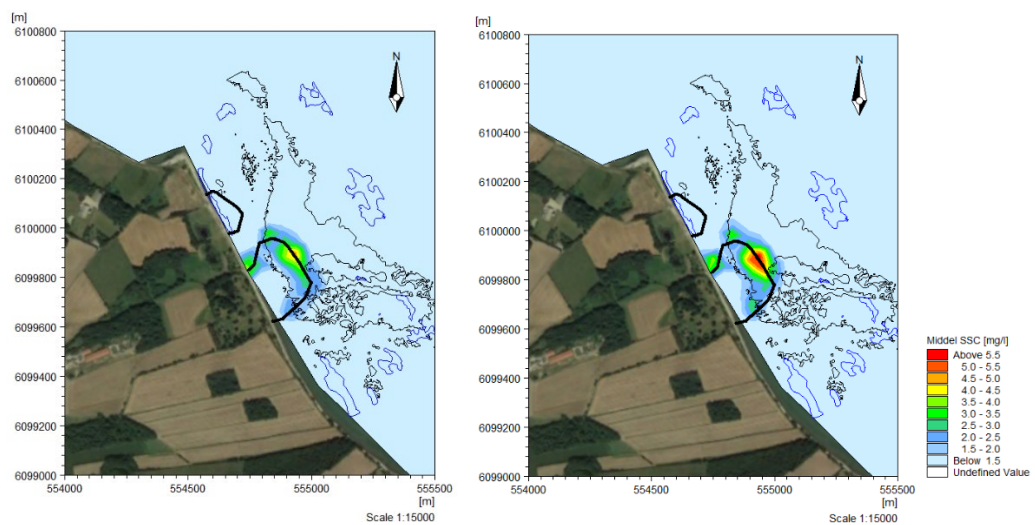 [m]
6100800
6100600
6100400
6100200
6100000
6099800
6099600
6099400
6099200
6099000
N
554000
554500
555000
555500
[m]
Scale 1:15000
[m]
6100800
6100600
6100400
6100200
6100000
6099800
6099600
6099400
6099200
6099000
N
554000
554500
555000
555500
[m]
Scale 1:15000
Middel SSC [mg/l]
Above 5.5
5.0 - 5.5
4.5 - 5.0
4.0 - 4.5
3.5 - 4.0
3.0 - 3.5
2.5 - 3.0
2.0 - 2.5
1.5 - 2.0
Below 1.5
Undefined Value